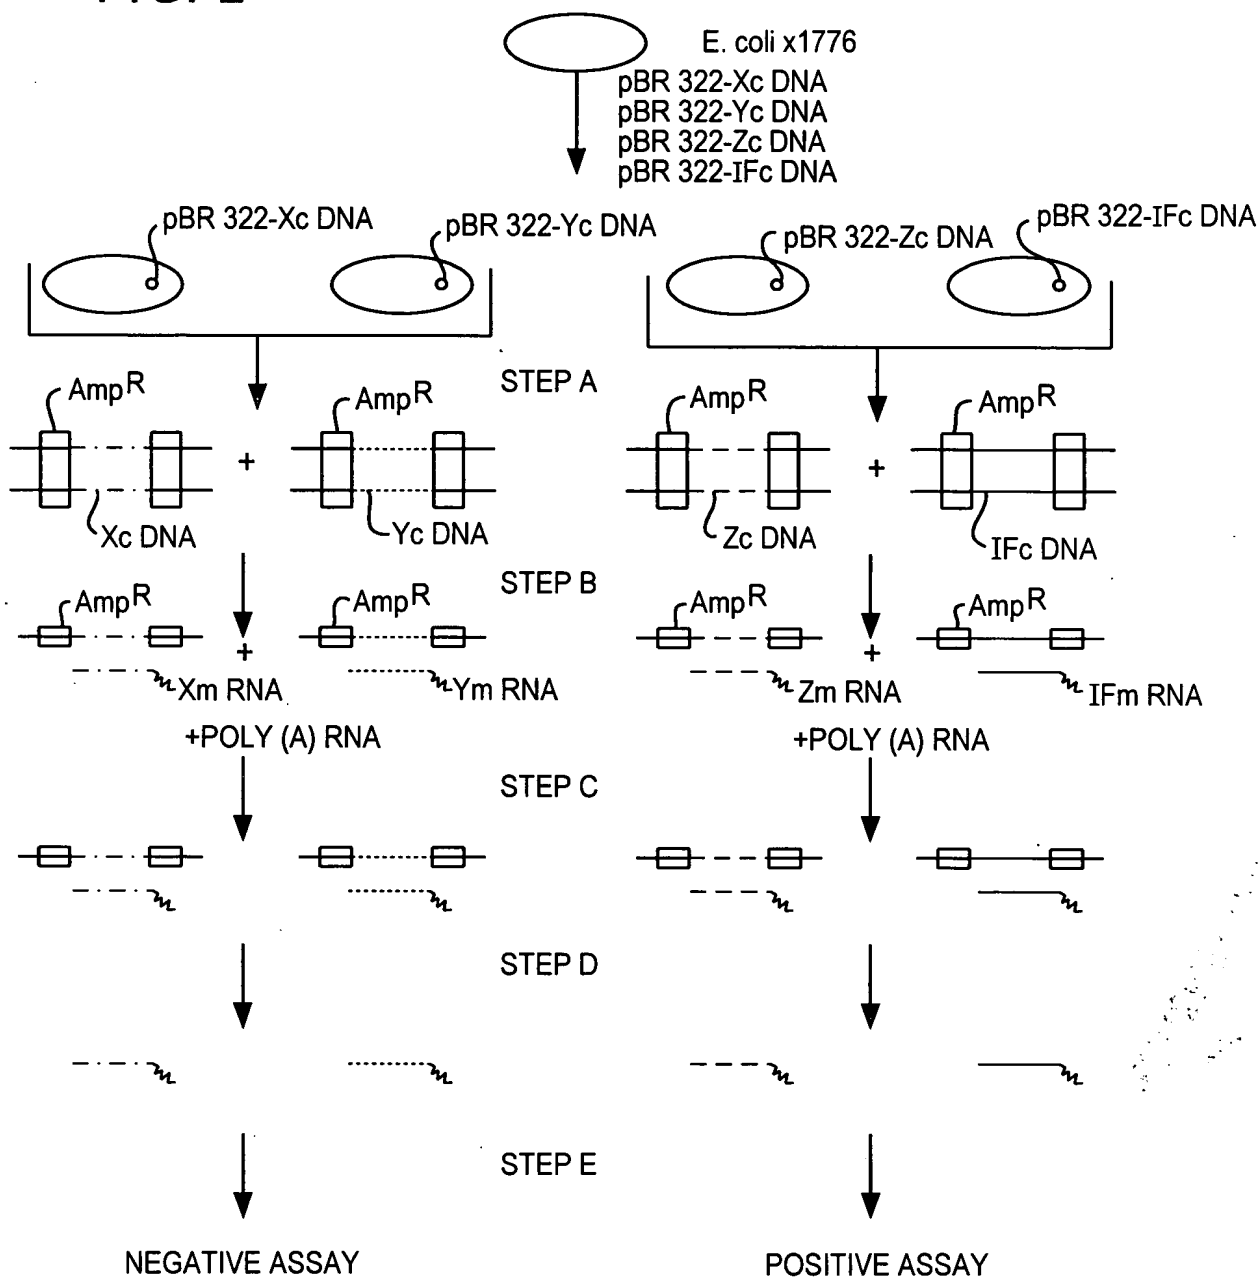 E. coli x1776
pBR 322-Xc DNA
pBR 322-Yc DNA
pBR 322-Zc DNA
pBR 322-IFc DNA
pBR 322-Xc DNA
pBR 322-Yc DNA
pBR 322-Zc DNA
pBR 322-IFc DNA
STEP A
AmpR
AmpR
AmpR
AmpR
+
+
Xc DNA
Yc DNA
Zc DNA
IFc DNA
STEP B
AmpR
AmpR
AmpR
AmpR
+
+
Xm RNA
Ym RNA
Zm RNA
IFm RNA
+POLY (A) RNA
+POLY (A) RNA
STEP C
STEP D
STEP E
NEGATIVE ASSAY
POSITIVE ASSAY